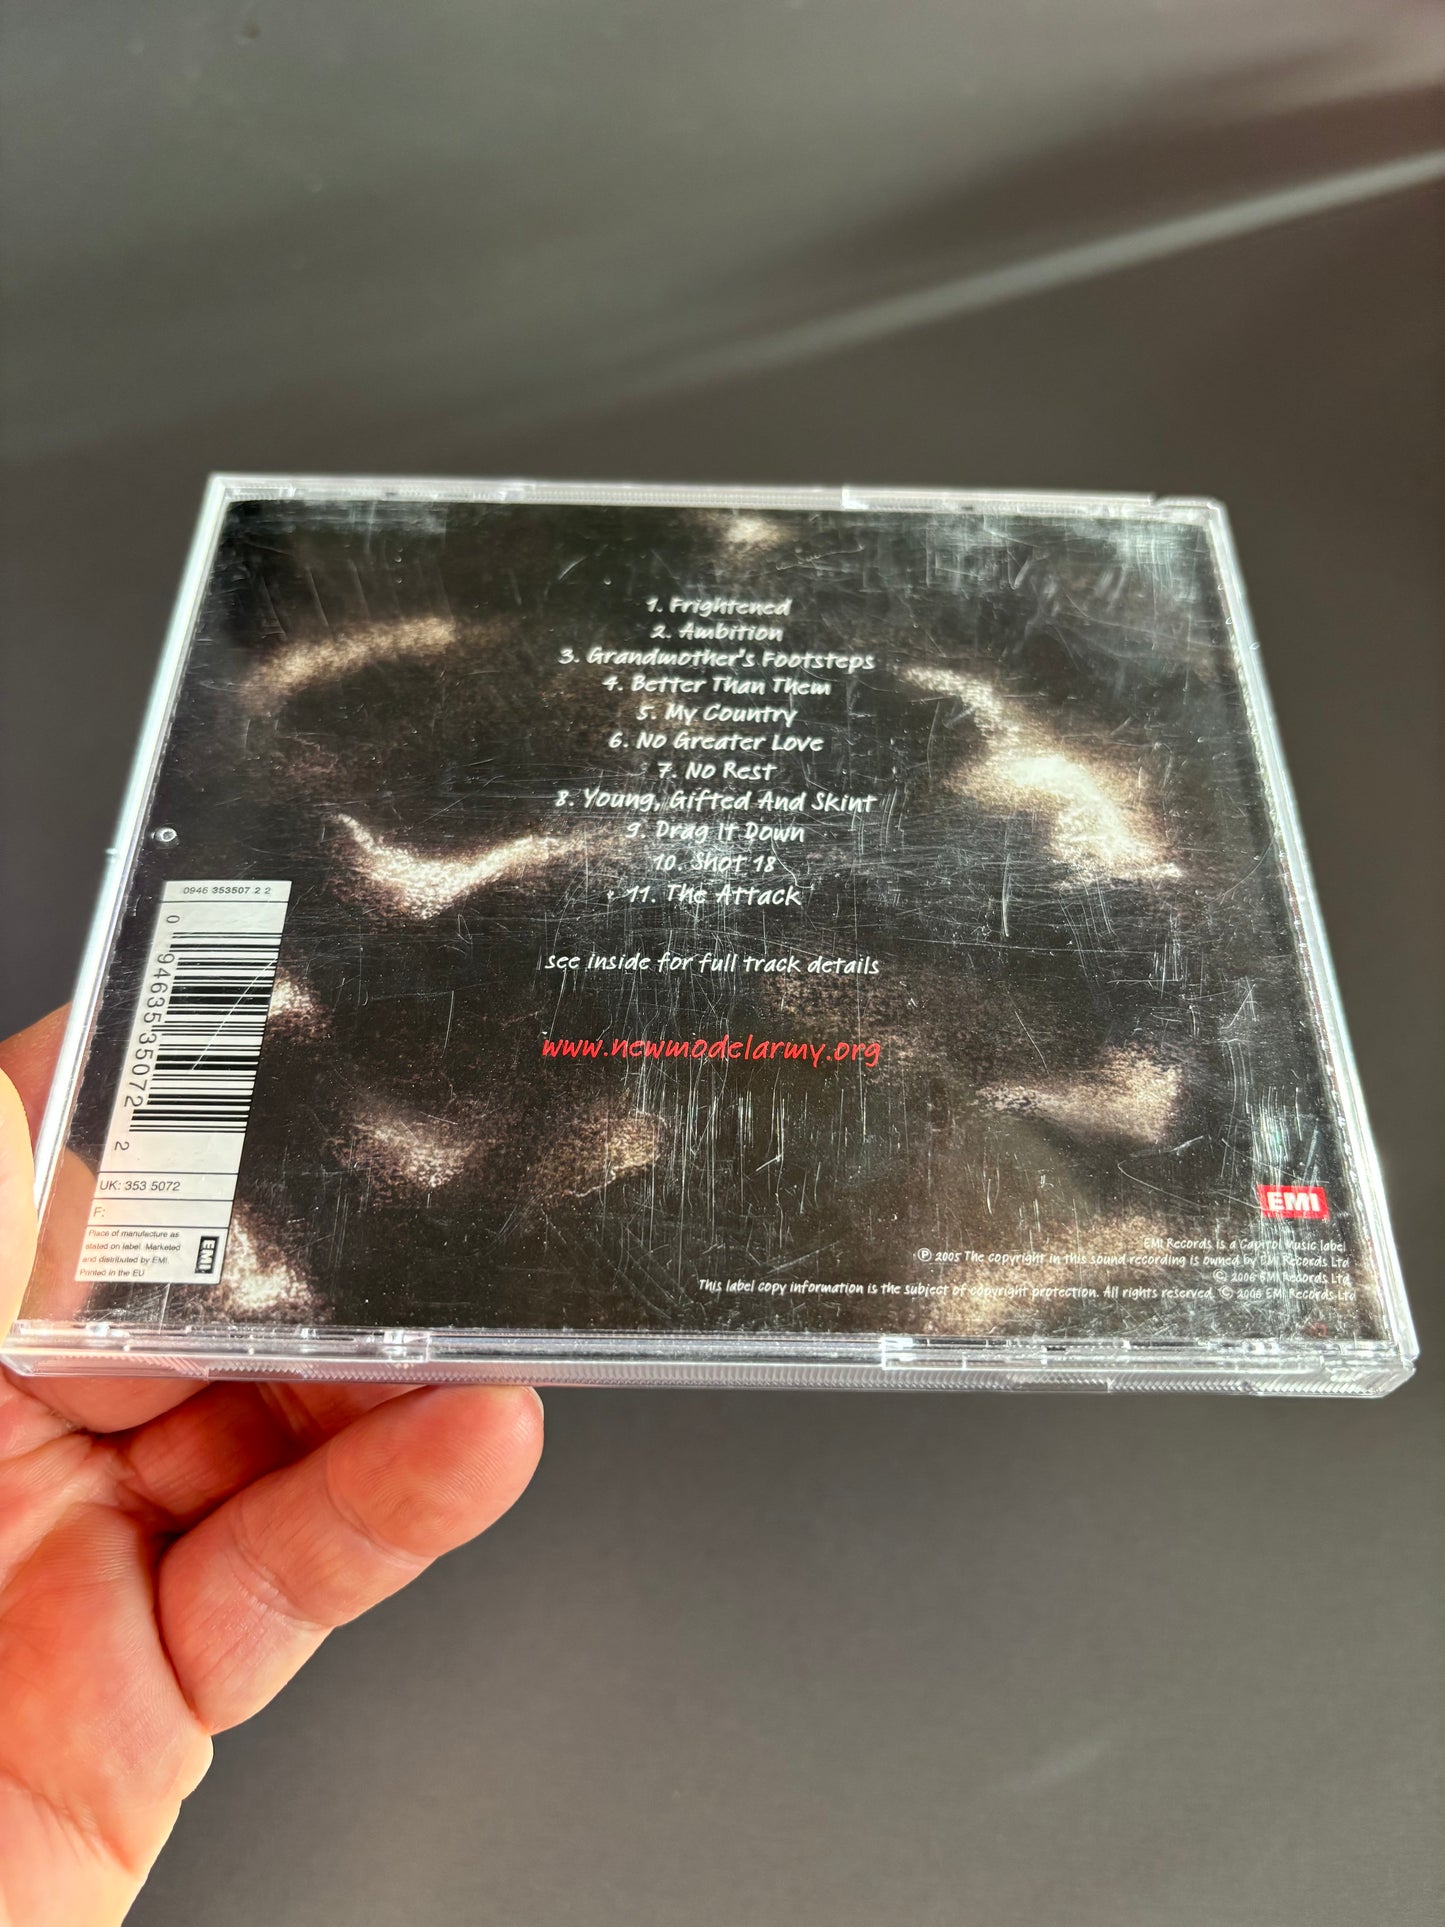 1. Frightened
2. Ambition
3. Grandmother's Footsteps
4. Better Than Them
5. My Country
6. No Greater Love
7. No Rest
8. Young, Gifted And Skint
9. Drag It Down
10. Shot 18
11. The Attack
see inside for full track details
www.newmodelarmy.org
0946 353507 2 2
0 94635 35072 2
UK: 353 5072
F:
Place of manufacture as
stated on label. Marketed
and distributed by EMI.
Printed in the EU
EMI
EMI
EMI Records is a Capitol Music label
Ⓟ 2005 The copyright in this sound recording is owned by EMI Records Ltd
© 2006 EMI Records Ltd
This label copy information is the subject of copyright protection. All rights reserved. © 2006 EMI Records Ltd